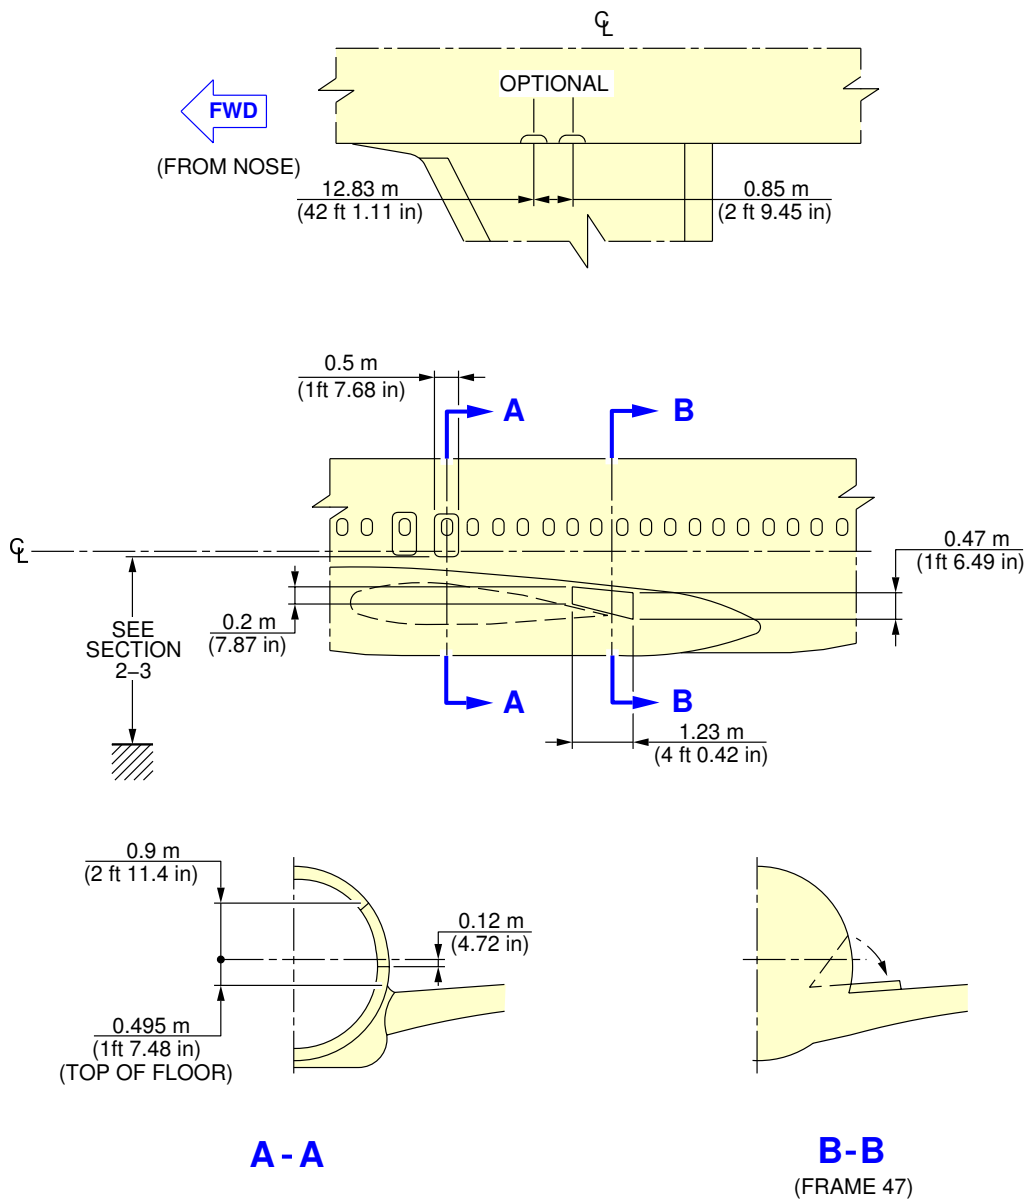 CL
OPTIONAL
FWD
(FROM NOSE)
12.83 m
(42 ft 1.11 in)
0.85 m
(2 ft 9.45 in)
0.5 m
(1ft 7.68 in)
A
B
CL
0.47 m
(1ft 6.49 in)
0.2 m
(7.87 in)
SEE
SECTION
2–3
A
B
1.23 m
(4 ft 0.42 in)
0.9 m
(2 ft 11.4 in)
0.12 m
(4.72 in)
0.495 m
(1ft 7.48 in)
(TOP OF FLOOR)
A - A
B-B
(FRAME 47)